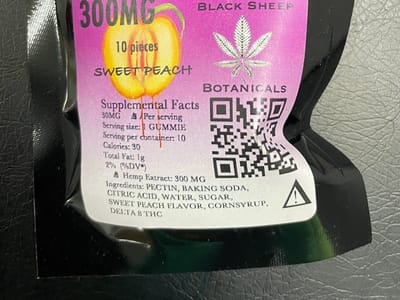 300MG
10 pieces
SWEET PEACH
BLACK SHEEP
BOTANICALS
Supplemental Facts
30MG Δ/Per serving
Serving size: 1 GUMMIE
Serving per container: 10
Calories: 30
Total Fat: 1g
2% (%DV*)
Hemp Extract: 300 MG
Ingredients: PECTIN, BAKING SODA,
CITRIC ACID, WATER, SUGAR,
SWEET PEACH FLAVOR, CORNSYRUP,
DELTA 8 THC